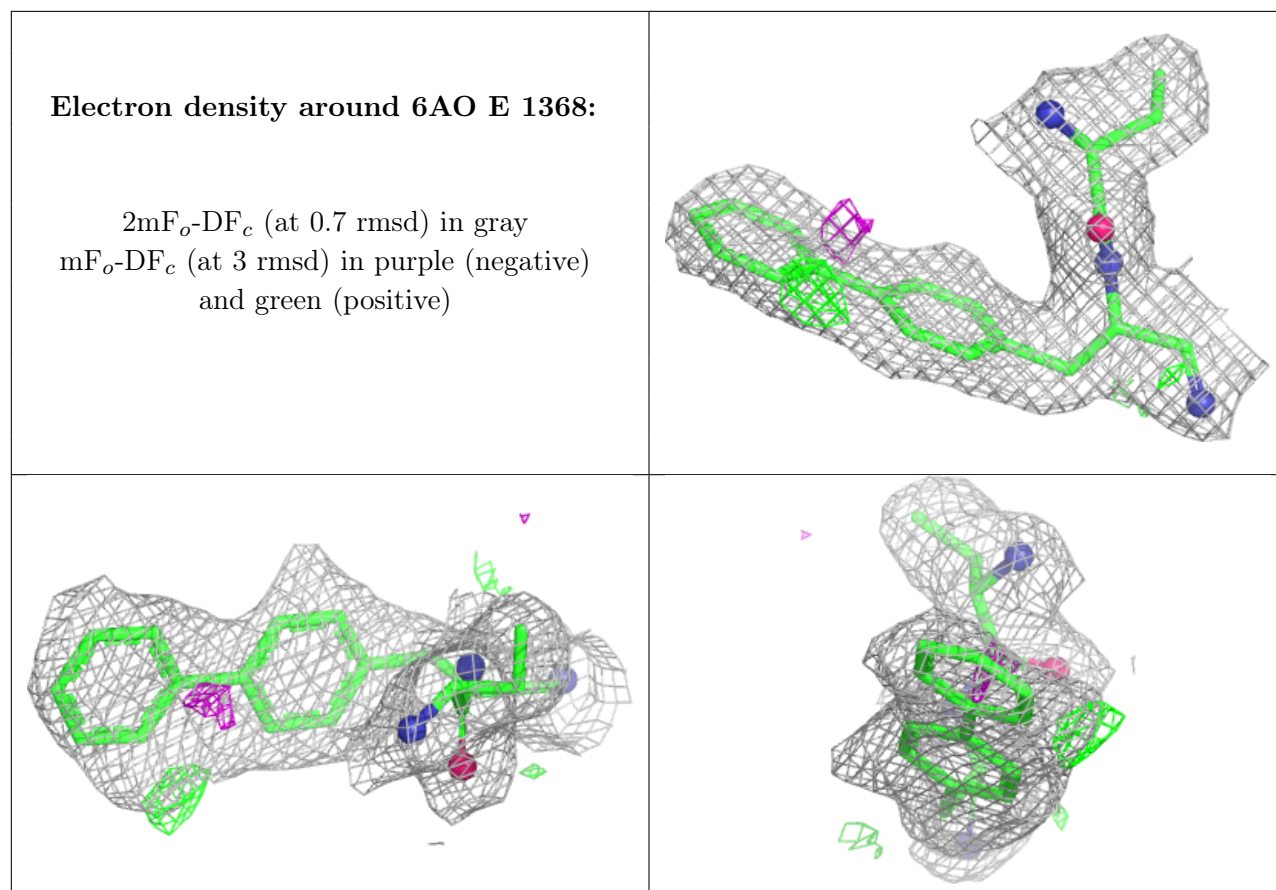 Electron density around 6AO E 1368:
2mFo-DFc (at 0.7 rmsd) in gray
mFo-DFc (at 3 rmsd) in purple (negative)
and green (positive)